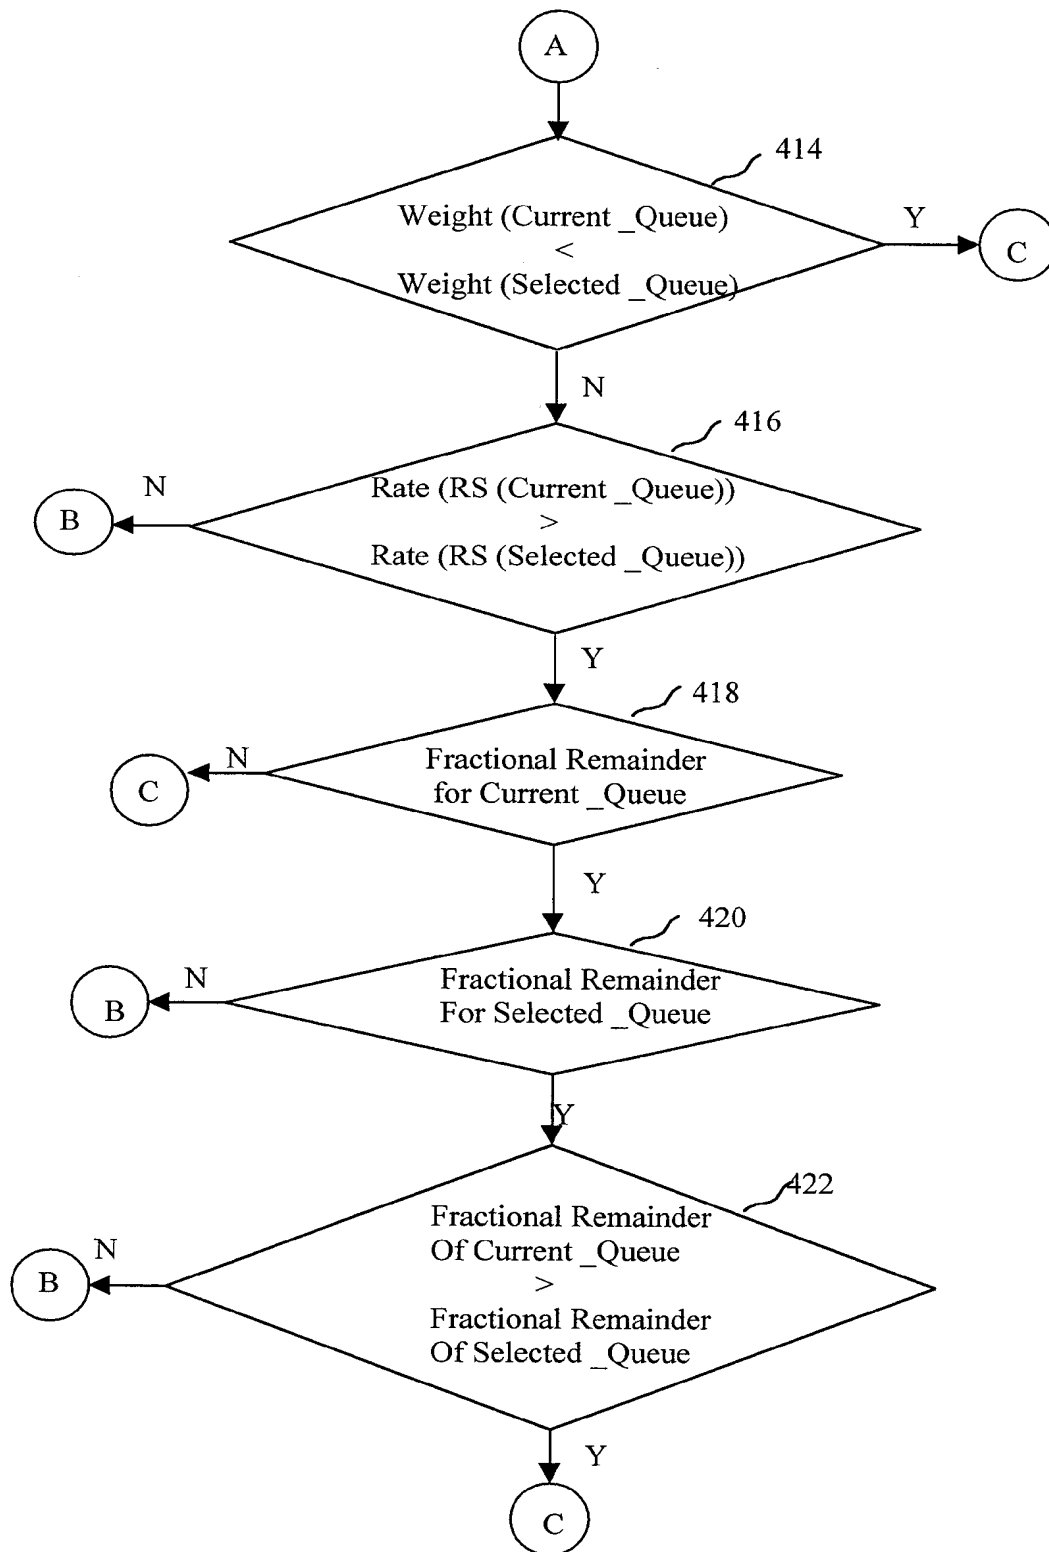 A
414
Weight (Current _Queue)
<
Weight (Selected _Queue)
Y
C
N
416
Rate (RS (Current _Queue))
>
Rate (RS (Selected _Queue))
N
B
Y
418
Fractional Remainder
for Current _Queue
N
C
Y
420
Fractional Remainder
For Selected _Queue
N
B
Y
422
Fractional Remainder
Of Current _Queue
>
Fractional Remainder
Of Selected _Queue
N
B
Y
C